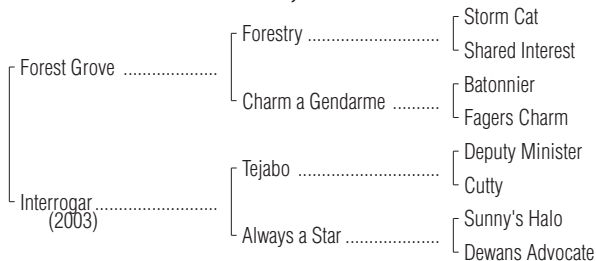 Storm Cat
Forestry ......................
Shared Interest
Forest Grove ...................
Batonnier
Charm a Gendarme ..........
Fagers Charm
Deputy Minister
Tejabo ........................
Cutty
Interrogar.........................
(2003)
Sunny's Halo
Always a Star ...................
Dewans Advocate